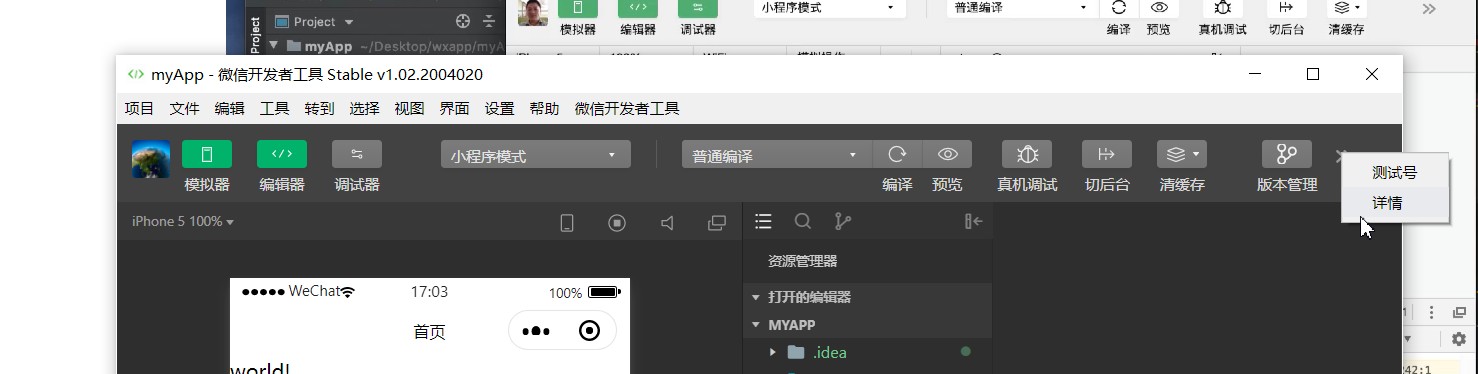 Project
Project
myApp ~/Desktop/wxapp/myA
模拟器 编辑器 调试器
小程序模式 普通编译
编译 预览 真机调试 切后台 清缓存
myApp - 微信开发者工具 Stable v1.02.2004020
项目 文件 编辑 工具 转到 选择 视图 界面 设置 帮助 微信开发者工具
小程序模式 普通编译
模拟器 编辑器 调试器 编译 预览 真机调试 切后台 清缓存 版本管理
测试号
详情
iPhone 5 100%
资源管理器
WeChat 17:03 100%
打开的编辑器
首页
MYAPP
.idea
world!
42:1